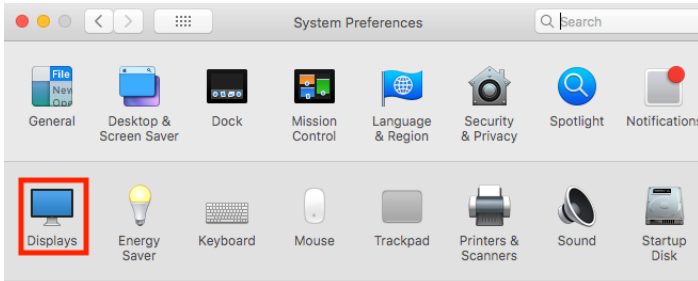 System Preferences
Search
File
New
Ope
General
Desktop &
Screen Saver
Dock
Mission
Control
Language
& Region
Security
& Privacy
Spotlight
Notifications
Displays
Energy
Saver
Keyboard
Mouse
Trackpad
Printers &
Scanners
Sound
Startup
Disk